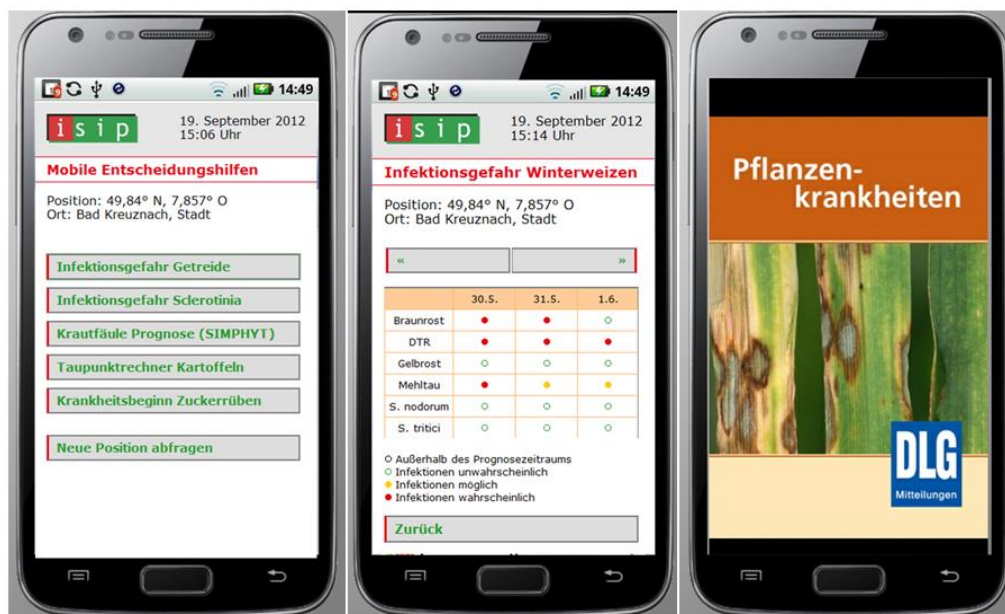 14:49
isip
19. September 2012
15:06 Uhr
Mobile Entscheidungshilfen
Position: 49,84° N, 7,857° O
Ort: Bad Kreuznach, Stadt
Infektionsgefahr Getreide
Infektionsgefahr Sclerotinia
Krautfäule Prognose (SIMPHYT)
Taupunktrechner Kartoffeln
Krankheitsbeginn Zuckerrüben
Neue Position abfragen
14:49
isip
19. September 2012
15:14 Uhr
Infektionsgefahr Winterweizen
Position: 49,84° N, 7,857° O
Ort: Bad Kreuznach, Stadt
« »
30.5. 31.5. 1.6.
Braunrost
DTR
Gelbrost
Mehltau
S. nodorum
S. tritici
Außerhalb des Prognosezeitraums
Infektionen unwahrscheinlich
Infektionen möglich
Infektionen wahrscheinlich
Zurück
Pflanzen-
krankheiten
DLG
Mitteilungen